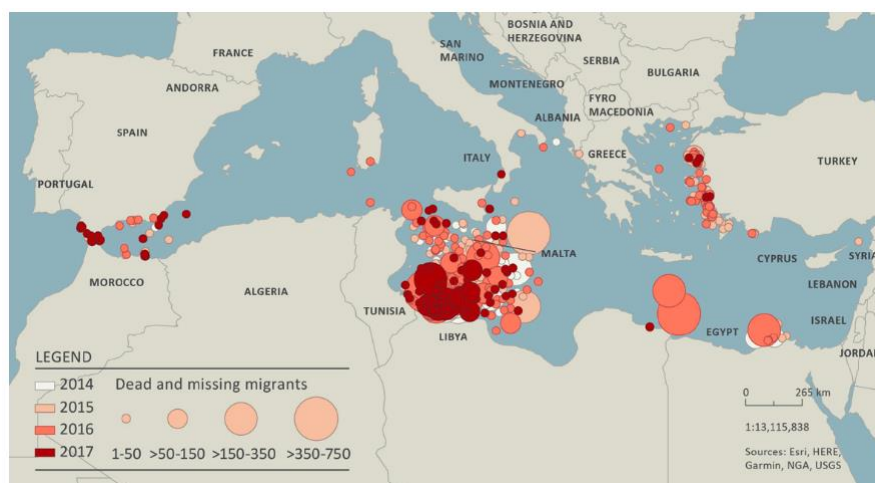 BOSNIA AND
HERZEGOVINA
FRANCE
SAN
MARINO
SERBIA
ANDORRA
MONTENEGRO
BULGARIA
FYRO
MACEDONIA
ALBANIA
SPAIN
ITALY
GREECE
TURKEY
PORTUGAL
MALTA
CYPRUS
SYRIA
MOROCCO
ALGERIA
LEBANON
TUNISIA
ISRAEL
LIBYA
EGYPT
JORDAN
LEGEND
2014
2015
2016
2017
Dead and missing migrants
1-50 >50-150 >150-350 >350-750
0 265 km
1:13,115,838
Sources: Esri, HERE,
Garmin, NGA, USGS